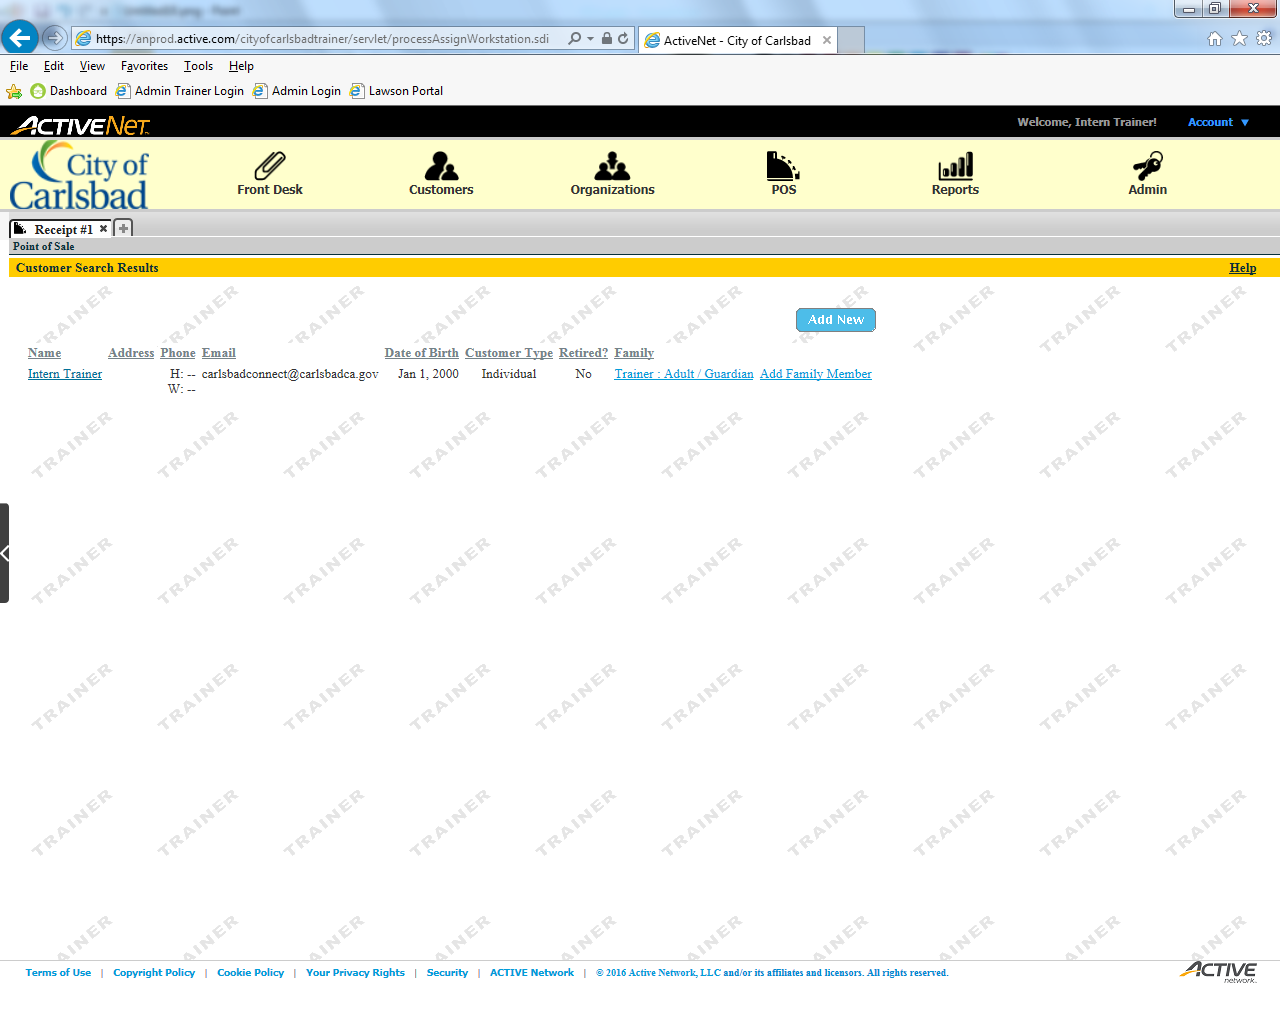 https://anprod.active.com/cityofcarlsbadtrainer/servlet/processAssignWorkstation.sdi
ActiveNet - City of Carlsbad
File Edit View Favorites Tools Help
Dashboard Admin Trainer Login Admin Login Lawson Portal
ACTIVENET Welcome, Intern Trainer! Account
City of Carlsbad
Front Desk Customers Organizations POS Reports Admin
Receipt #1
Point of Sale
Customer Search Results Help
Add New
Name Address Phone Email Date of Birth Customer Type Retired? Family
Intern Trainer H: -- carlsbadconnect@carlsbadca.gov Jan 1, 2000 Individual No Trainer : Adult / Guardian Add Family Member
W: --
TRAINER
Terms of Use | Copyright Policy | Cookie Policy | Your Privacy Rights | Security | ACTIVE Network | © 2016 Active Network, LLC and/or its affiliates and licensors. All rights reserved.
ACTIVE network